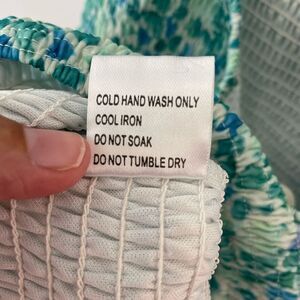 COLD HAND WASH ONLY
COOL IRON
DO NOT SOAK
DO NOT TUMBLE DRY